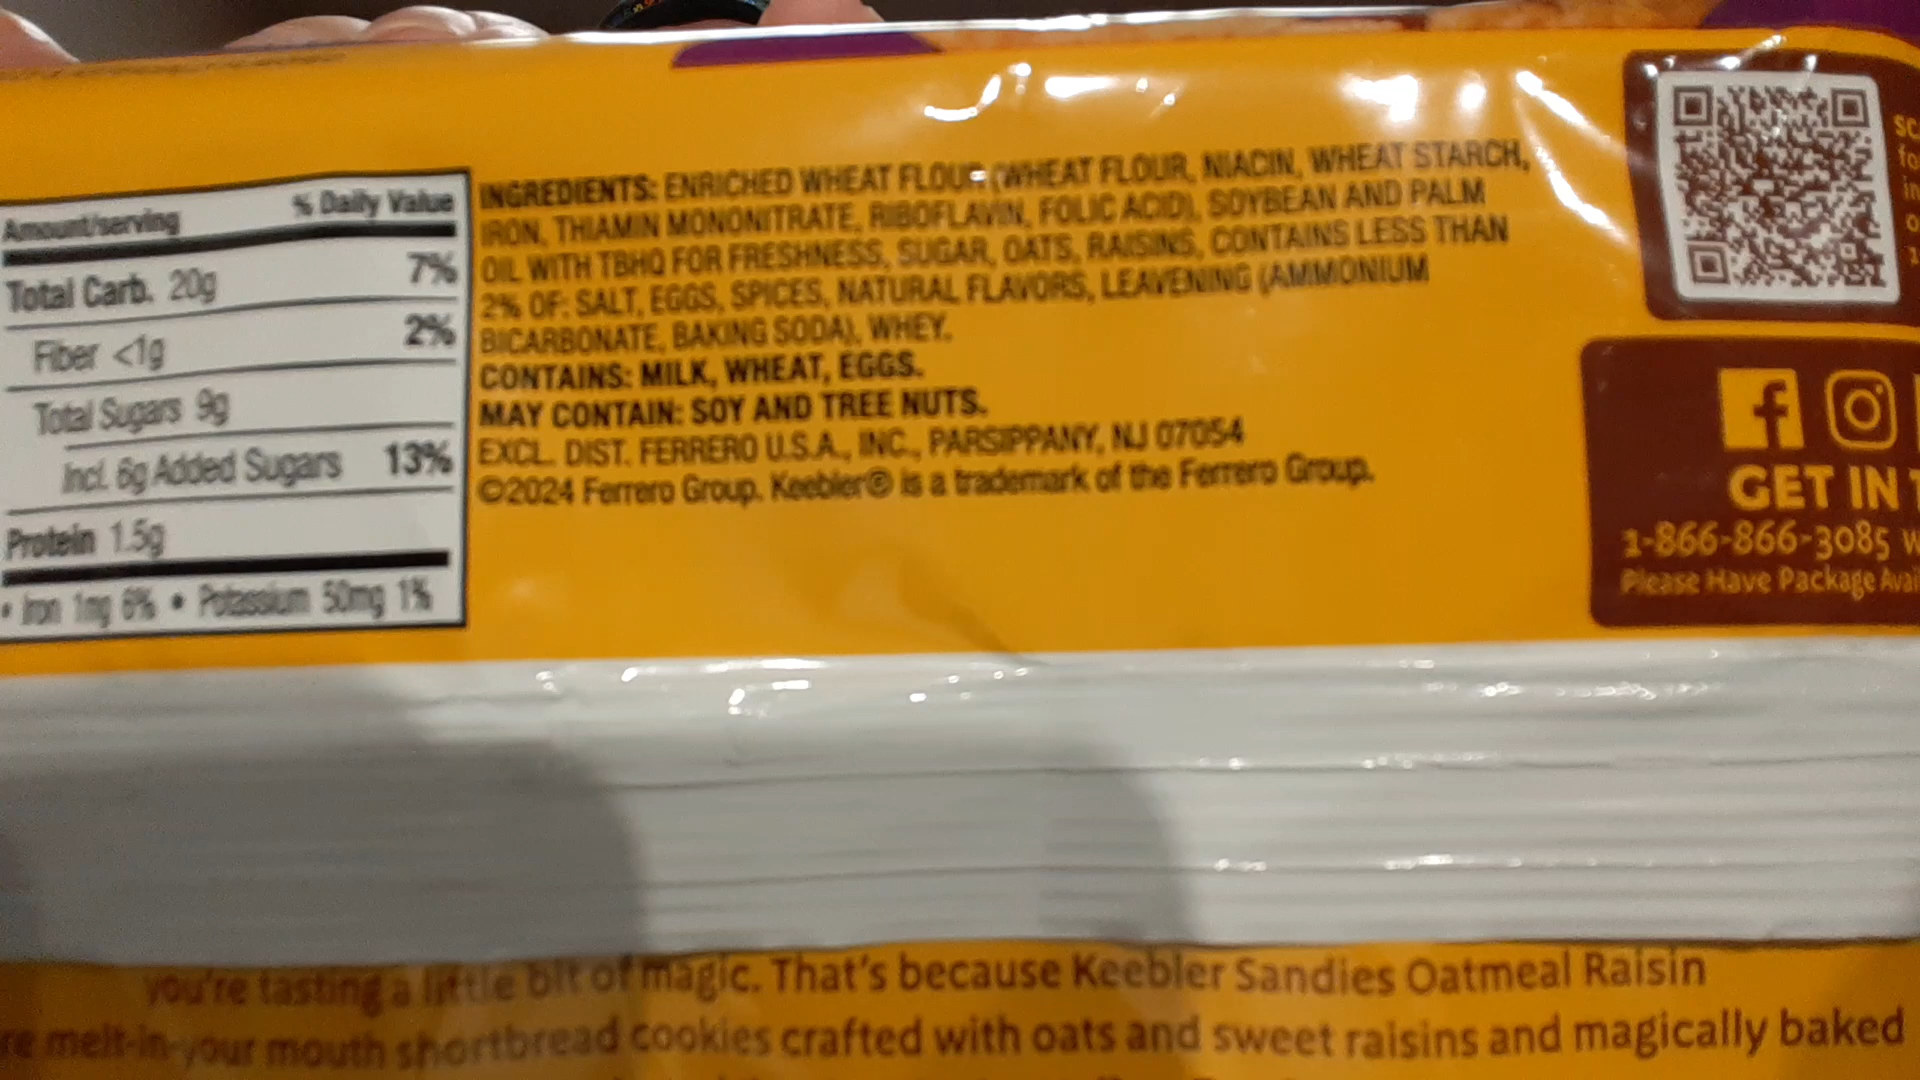 Amount/serving % Daily Value
Total Carb. 20g 7%
Fiber <1g 2%
Total Sugars 9g
Incl. 6g Added Sugars 13%
Protein 1.5g
• Iron 1mg 6% • Potassium 50mg 1%
INGREDIENTS: ENRICHED WHEAT FLOUR (WHEAT FLOUR, NIACIN, WHEAT STARCH,
IRON, THIAMIN MONONITRATE, RIBOFLAVIN, FOLIC ACID), SOYBEAN AND PALM
OIL WITH TBHQ FOR FRESHNESS, SUGAR, OATS, RAISINS, CONTAINS LESS THAN
2% OF: SALT, EGGS, SPICES, NATURAL FLAVORS, LEAVENING (AMMONIUM
BICARBONATE, BAKING SODA), WHEY.
CONTAINS: MILK, WHEAT, EGGS.
MAY CONTAIN: SOY AND TREE NUTS.
EXCL. DIST. FERRERO U.S.A., INC., PARSIPPANY, NJ 07054
©2024 Ferrero Group. Keebler® is a trademark of the Ferrero Group.
GET IN
1-866-866-3085
Please Have Package
you're tasting a little bit of magic. That's because Keebler Sandies Oatmeal Raisin
melt-in-your mouth shortbread cookies crafted with oats and sweet raisins and magically baked